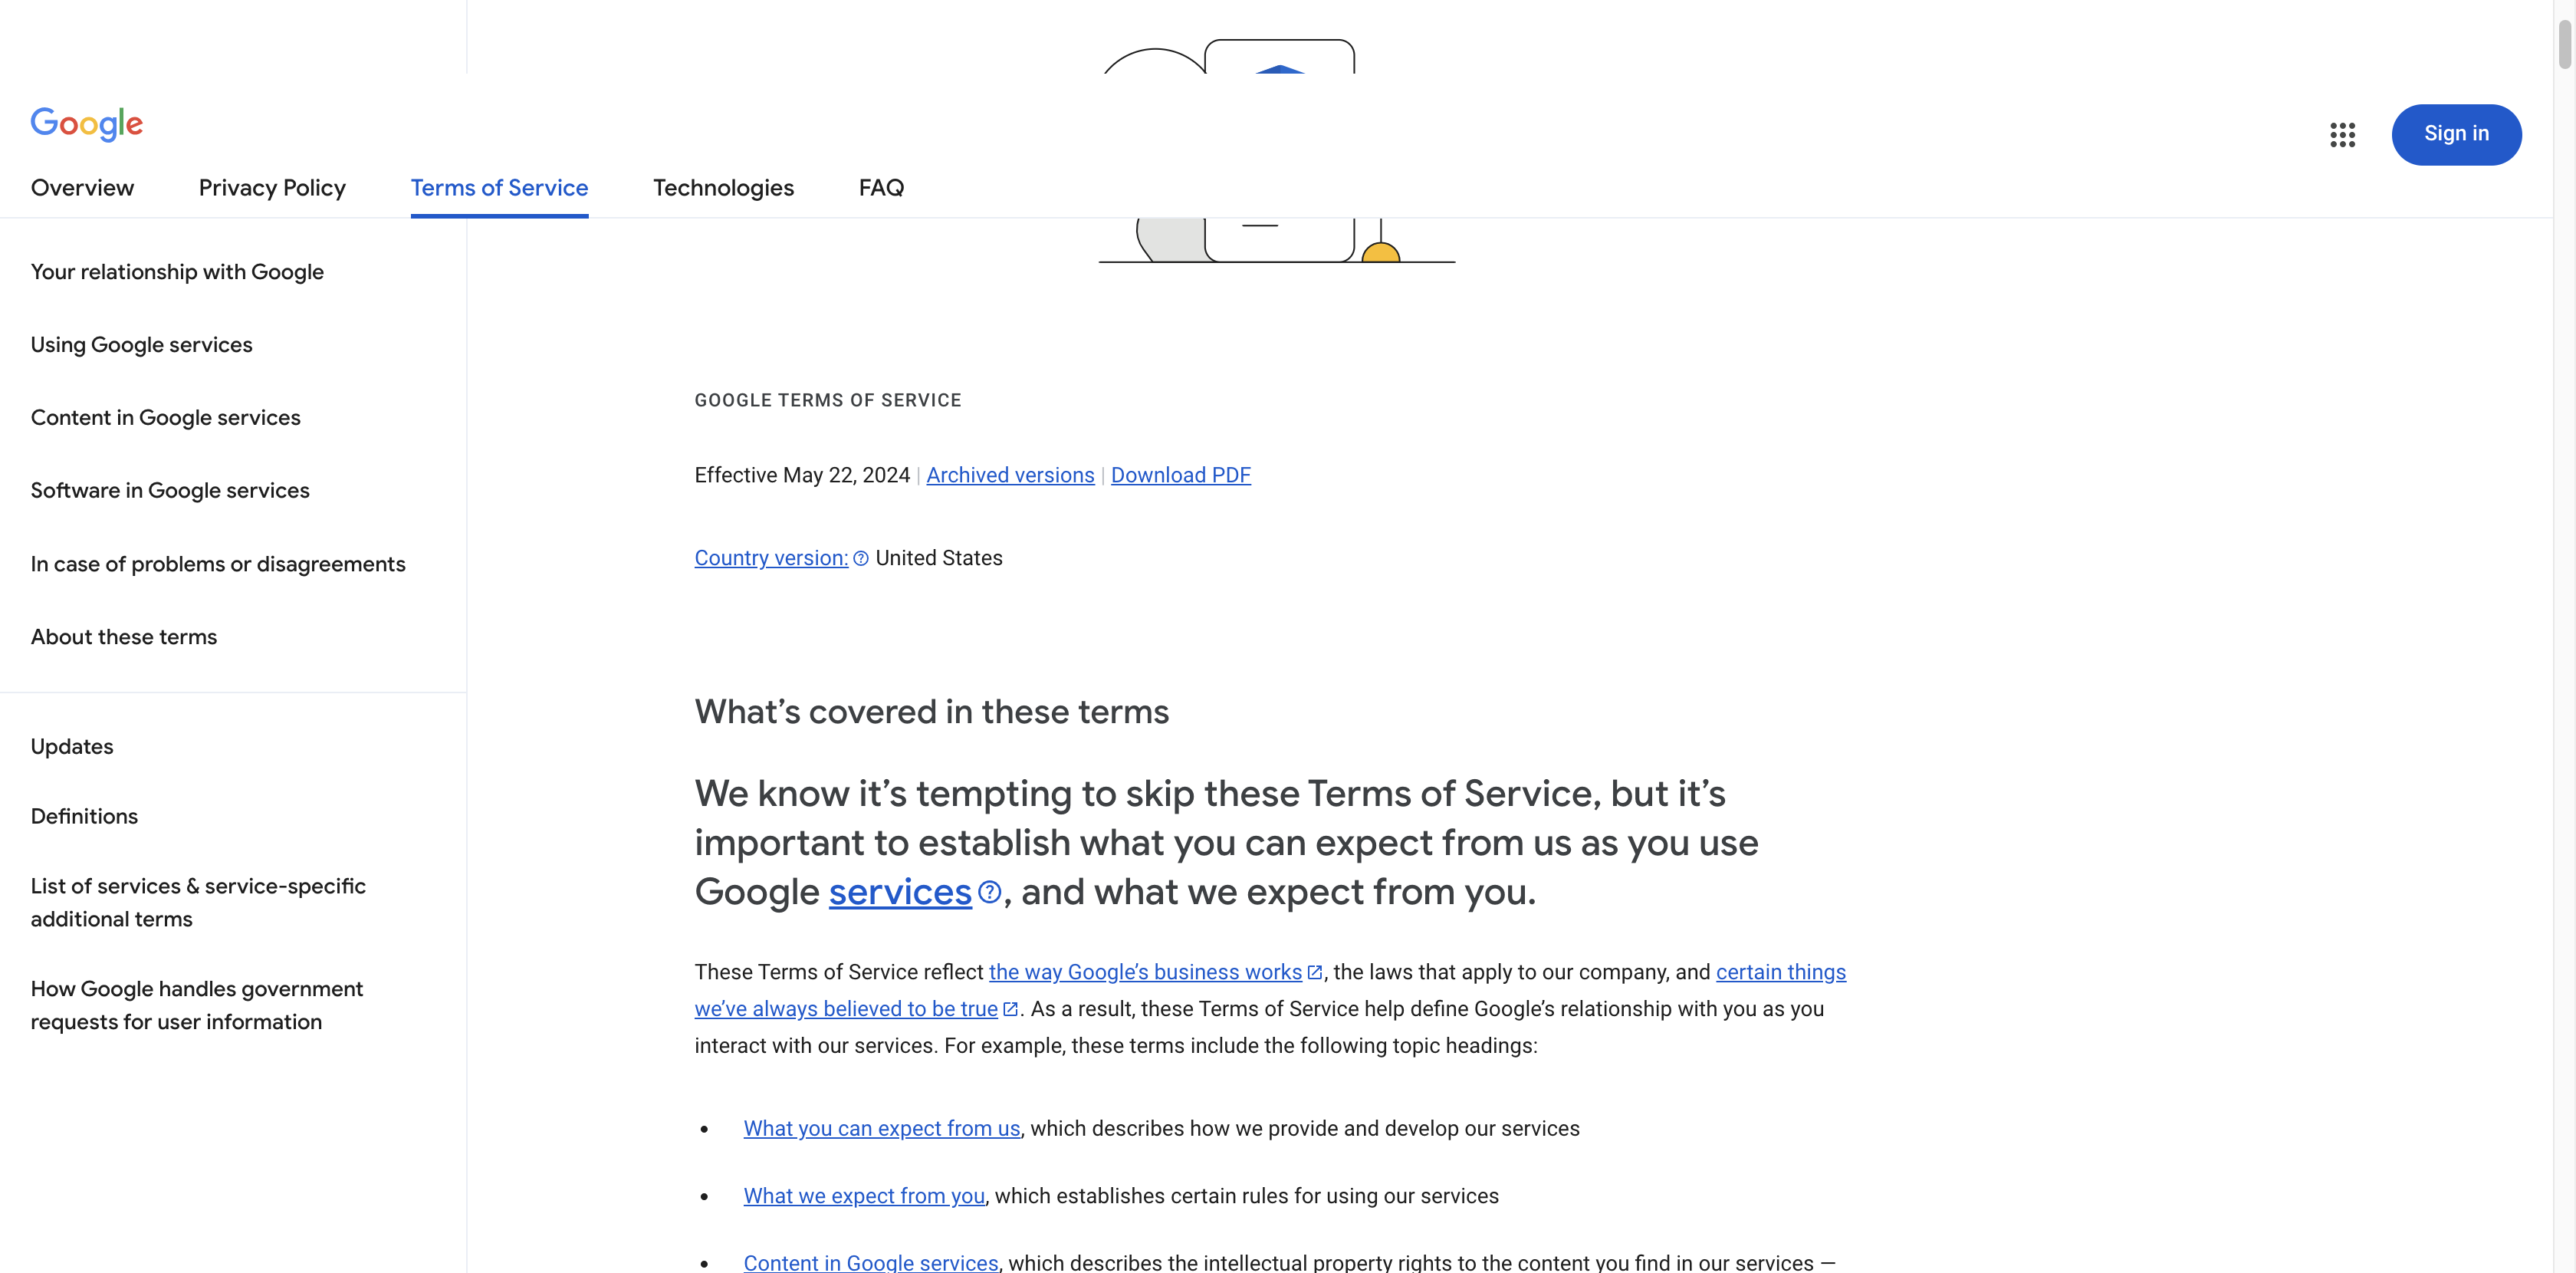 Google
Sign in
Overview
Privacy Policy
Terms of Service
Technologies
FAQ
Your relationship with Google
Using Google services
Content in Google services
Software in Google services
In case of problems or disagreements
About these terms
Updates
Definitions
List of services & service-specific
additional terms
How Google handles government
requests for user information
GOOGLE TERMS OF SERVICE
Effective May 22, 2024 | Archived versions | Download PDF
Country version: United States
What’s covered in these terms
We know it’s tempting to skip these Terms of Service, but it’s
important to establish what you can expect from us as you use
Google services, and what we expect from you.
These Terms of Service reflect the way Google’s business works, the laws that apply to our company, and certain things
we’ve always believed to be true. As a result, these Terms of Service help define Google’s relationship with you as you
interact with our services. For example, these terms include the following topic headings:
• What you can expect from us, which describes how we provide and develop our services
• What we expect from you, which establishes certain rules for using our services
• Content in Google services, which describes the intellectual property rights to the content you find in our services —